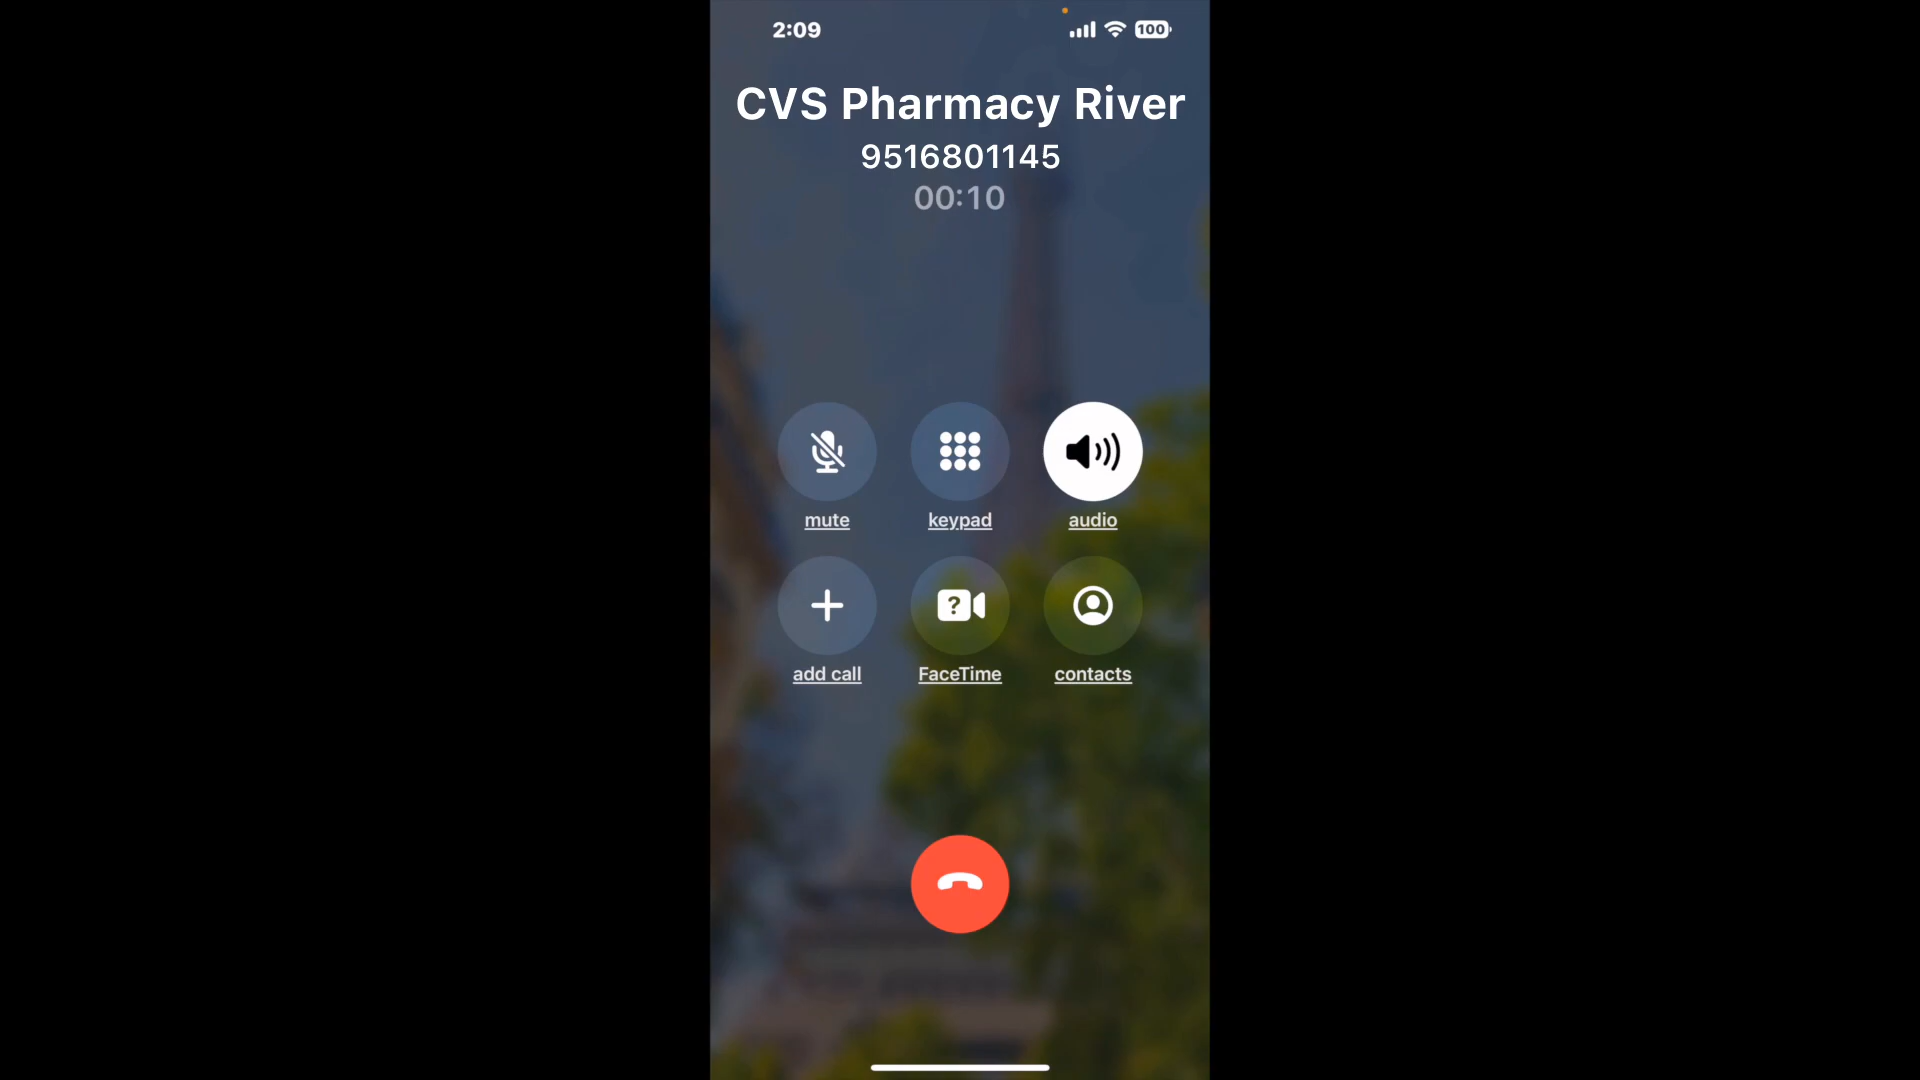 2:09
100
CVS Pharmacy River
9516801145
00:10
mute
keypad
audio
?
add call
FaceTime
contacts